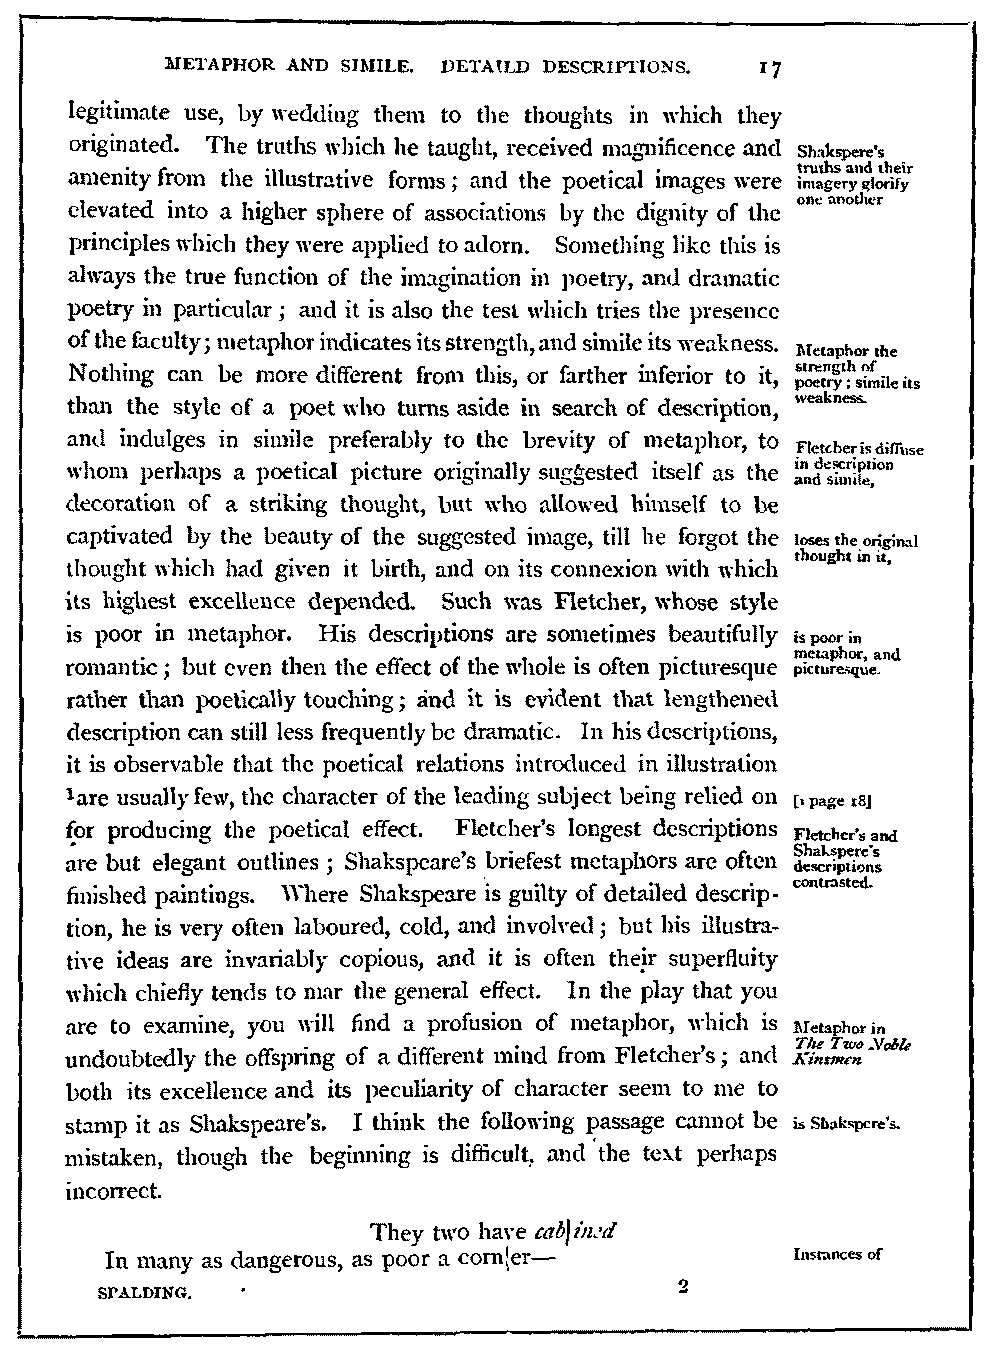 METAPHOR AND SIMILE. DETAILD DESCRIPTIONS. 17
legitimate use, by wedding them to the thoughts in which they
originated. The truths which he taught, received magnificence and
amenity from the illustrative forms; and the poetical images were
elevated into a higher sphere of associations by the dignity of the
principles which they were applied to adorn. Something like this is
always the true function of the imagination in poetry, and dramatic
poetry in particular; and it is also the test which tries the presence
of the faculty; metaphor indicates its strength, and simile its weakness.
Nothing can be more different from this, or farther inferior to it,
than the style of a poet who turns aside in search of description,
and indulges in simile preferably to the brevity of metaphor, to
whom perhaps a poetical picture originally suggested itself as the
decoration of a striking thought, but who allowed himself to be
captivated by the beauty of the suggested image, till he forgot the
thought which had given it birth, and on its connexion with which
its highest excellence depended. Such was Fletcher, whose style
is poor in metaphor. His descriptions are sometimes beautifully
romantic; but even then the effect of the whole is often picturesque
rather than poetically touching; and it is evident that lengthened
description can still less frequently be dramatic. In his descriptions,
it is observable that the poetical relations introduced in illustration
¹are usually few, the character of the leading subject being relied on
for producing the poetical effect. Fletcher's longest descriptions
are but elegant outlines; Shakspeare's briefest metaphors are often
finished paintings. Where Shakspeare is guilty of detailed descrip-
tion, he is very often laboured, cold, and involved; but his illustra-
tive ideas are invariably copious, and it is often their superfluity
which chiefly tends to mar the general effect. In the play that you
are to examine, you will find a profusion of metaphor, which is
undoubtedly the offspring of a different mind from Fletcher's; and
both its excellence and its peculiarity of character seem to me to
stamp it as Shakspeare's. I think the following passage cannot be
mistaken, though the beginning is difficult, and the text perhaps
incorrect.
They two have cab|in'd
In many as dangerous, as poor a corn|er—
SPALDING. 2
Shakspere's
truths and their
imagery glorify
one another
Metaphor the
strength of
poetry; simile its
weakness.
Fletcher is diffuse
in description
and simile,
loses the original
thought in it,
is poor in
metaphor, and
picturesque.
[¹ page 18]
Fletcher's and
Shakspere's
descriptions
contrasted.
Metaphor in
The Two Noble
Kinsmen
is Shakspere's.
Instances of